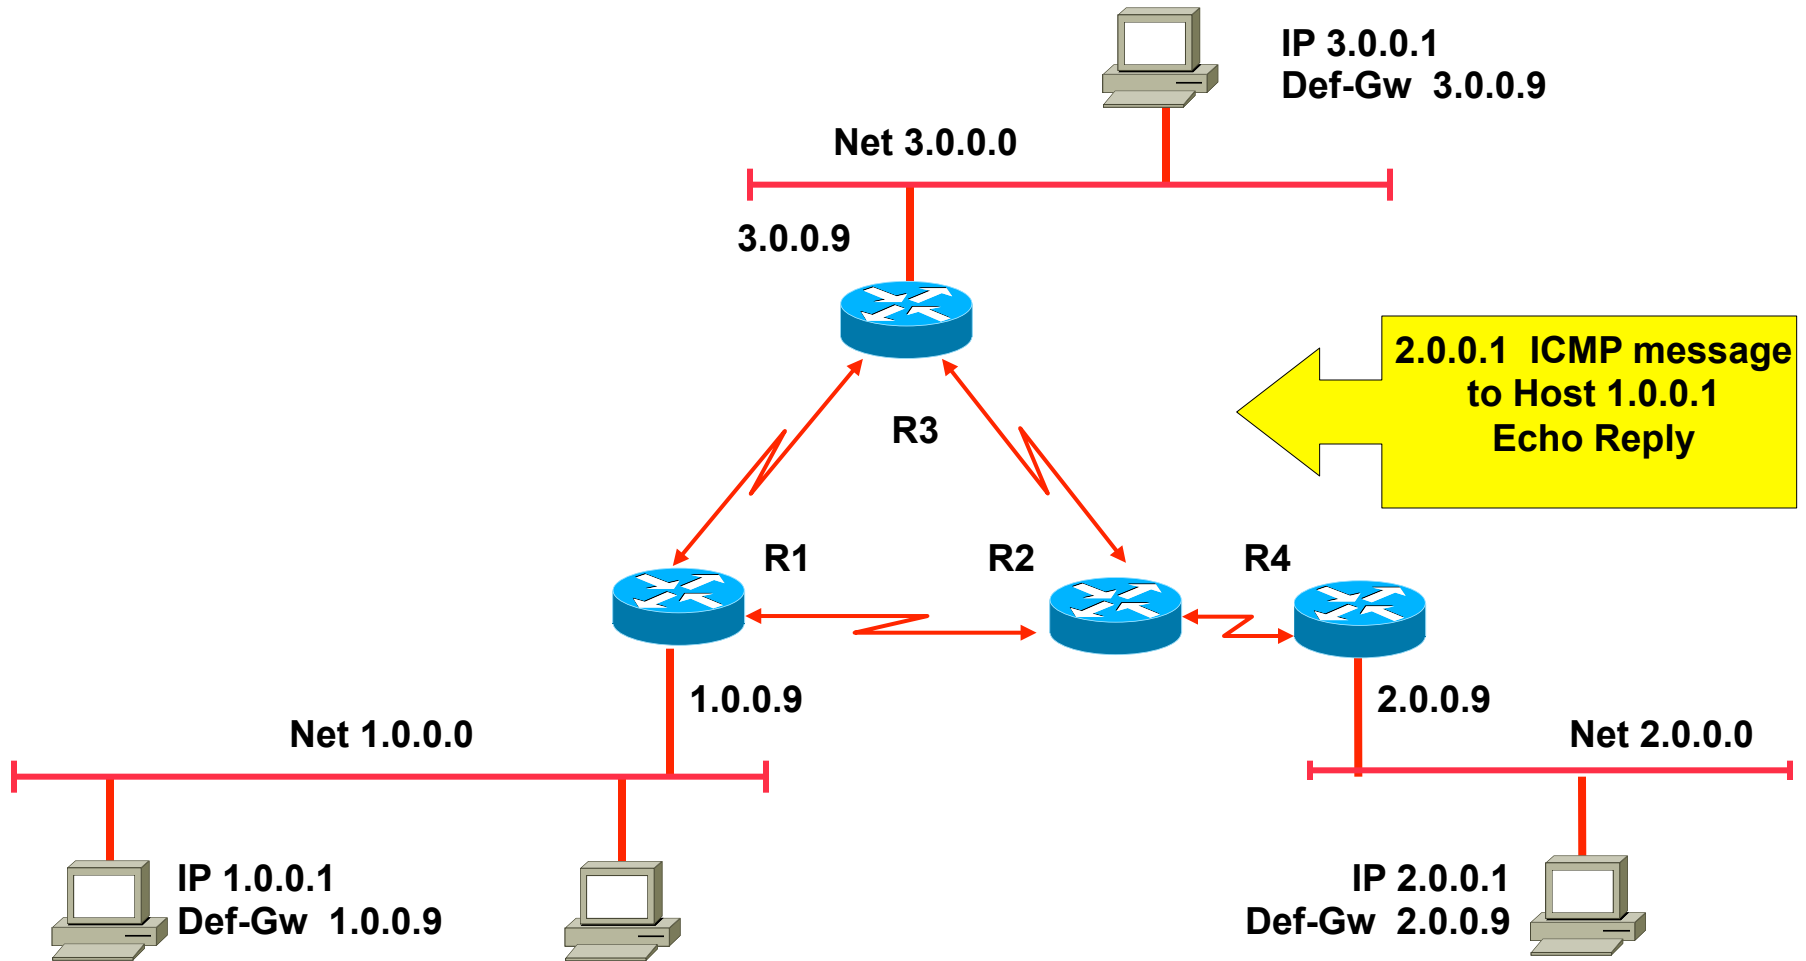 IP 3.0.0.1
Def-Gw 3.0.0.9
Net 3.0.0.0
3.0.0.9
2.0.0.1 ICMP message
to Host 1.0.0.1
Echo Reply
R3
R1
R2
R4
1.0.0.9
2.0.0.9
Net 1.0.0.0
Net 2.0.0.0
IP 1.0.0.1
Def-Gw 1.0.0.9
IP 2.0.0.1
Def-Gw 2.0.0.9